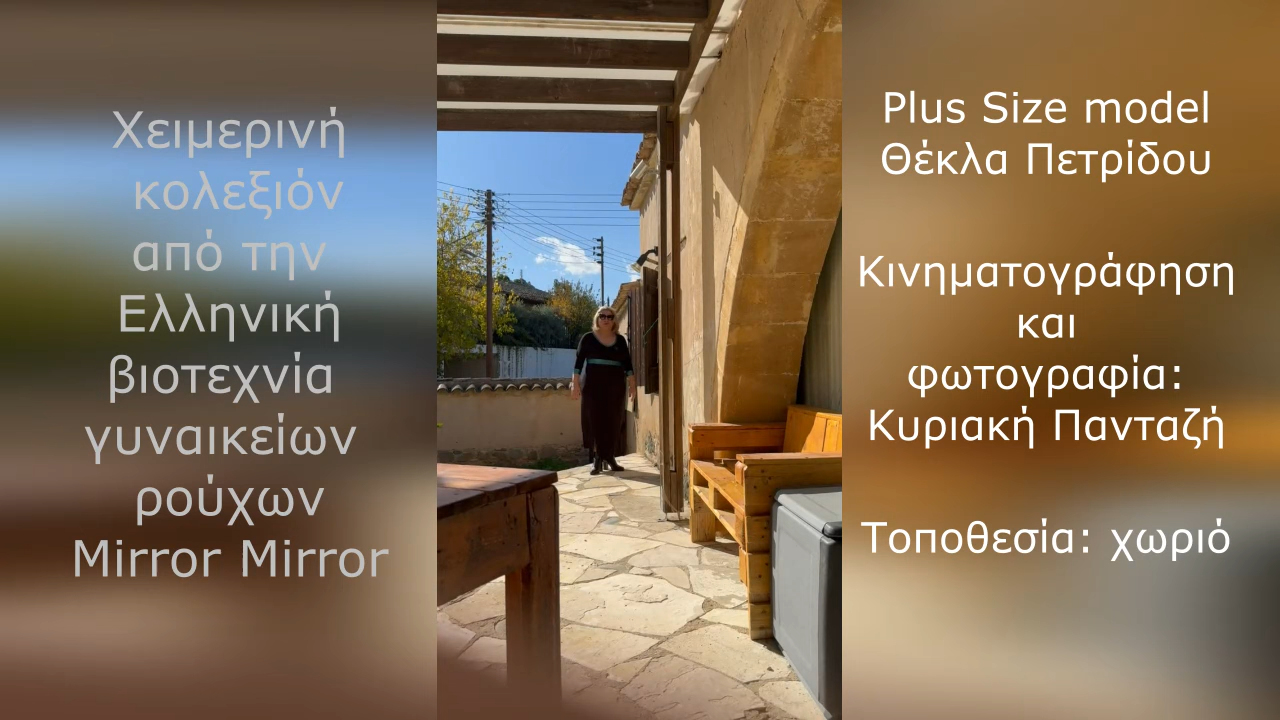 Χειμερινή
κολεξιόν
από την
Ελληνική
βιοτεχνία
γυναικείων
ρούχων
Mirror Mirror
Plus Size model
Θέκλα Πετρίδου
Κινηματογράφηση
και
φωτογραφία:
Κυριακή Πανταζή
Τοποθεσία: χωριό